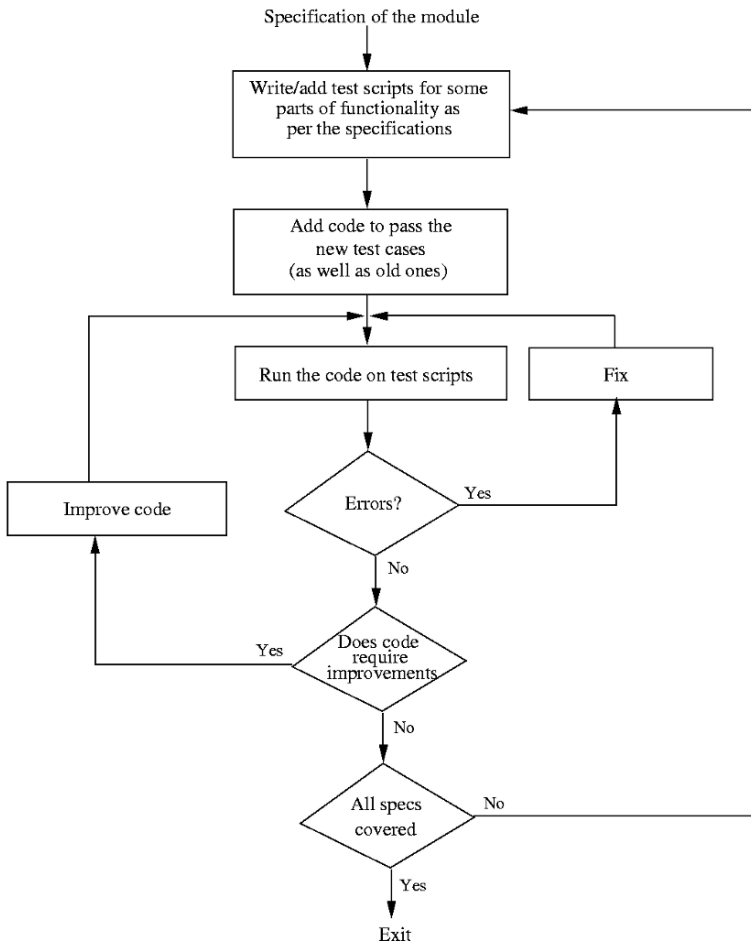 Specification of the module
Write/add test scripts for some
parts of functionality as
per the specifications
Add code to pass the
new test cases
(as well as old ones)
Run the code on test scripts
Fix
Errors?
Yes
Improve code
No
Does code
require
improvements
Yes
No
All specs
covered
No
Yes
Exit